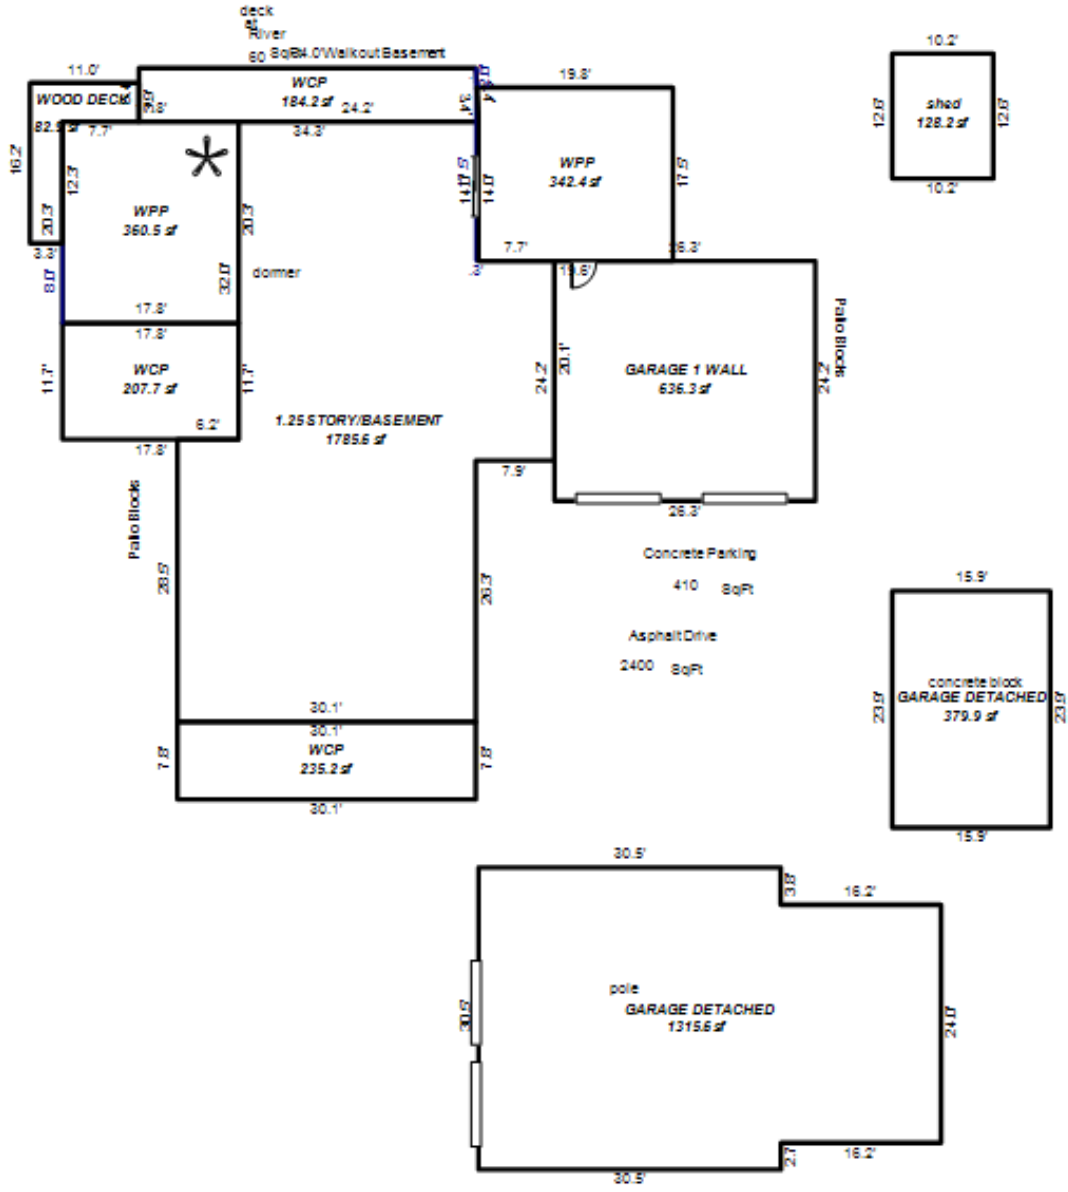 deck
at
River
60 SqFt 4.0'Walkout Basement
11.0'
WOOD DECK
16.2'
3.3'
7.7'
WCP
184.2 sf
24.2'
34.3'
19.8'
WPP
342.4 sf
17.5'
14.0'
14.0'
7.7'
26.3'
19.6'
10.2'
shed
128.2 sf
12.6'
12.6'
10.2'
12.3'
20.3'
WPP
360.5 sf
20.3'
32.0'
8.0'
17.8'
dormer
17.8'
11.7'
WCP
207.7 sf
11.7'
6.2'
17.8'
1.25 STORY/BASEMENT
1785.6 sf
24.2'
20.1'
GARAGE 1 WALL
636.3 sf
24.2'
Patio Blocks
7.9'
26.3'
Patio Blocks
28.5'
26.3'
Concrete Parking
410 SqFt
Asphalt Drive
2400 SqFt
30.1'
30.1'
7.8'
WCP
235.2 sf
7.8'
30.1'
15.9'
23.9'
concrete block
GARAGE DETACHED
379.9 sf
23.9'
15.9'
30.5'
3.8'
16.2'
30.5'
pole
GARAGE DETACHED
1315.6 sf
24.0'
2.7
16.2'
30.5'